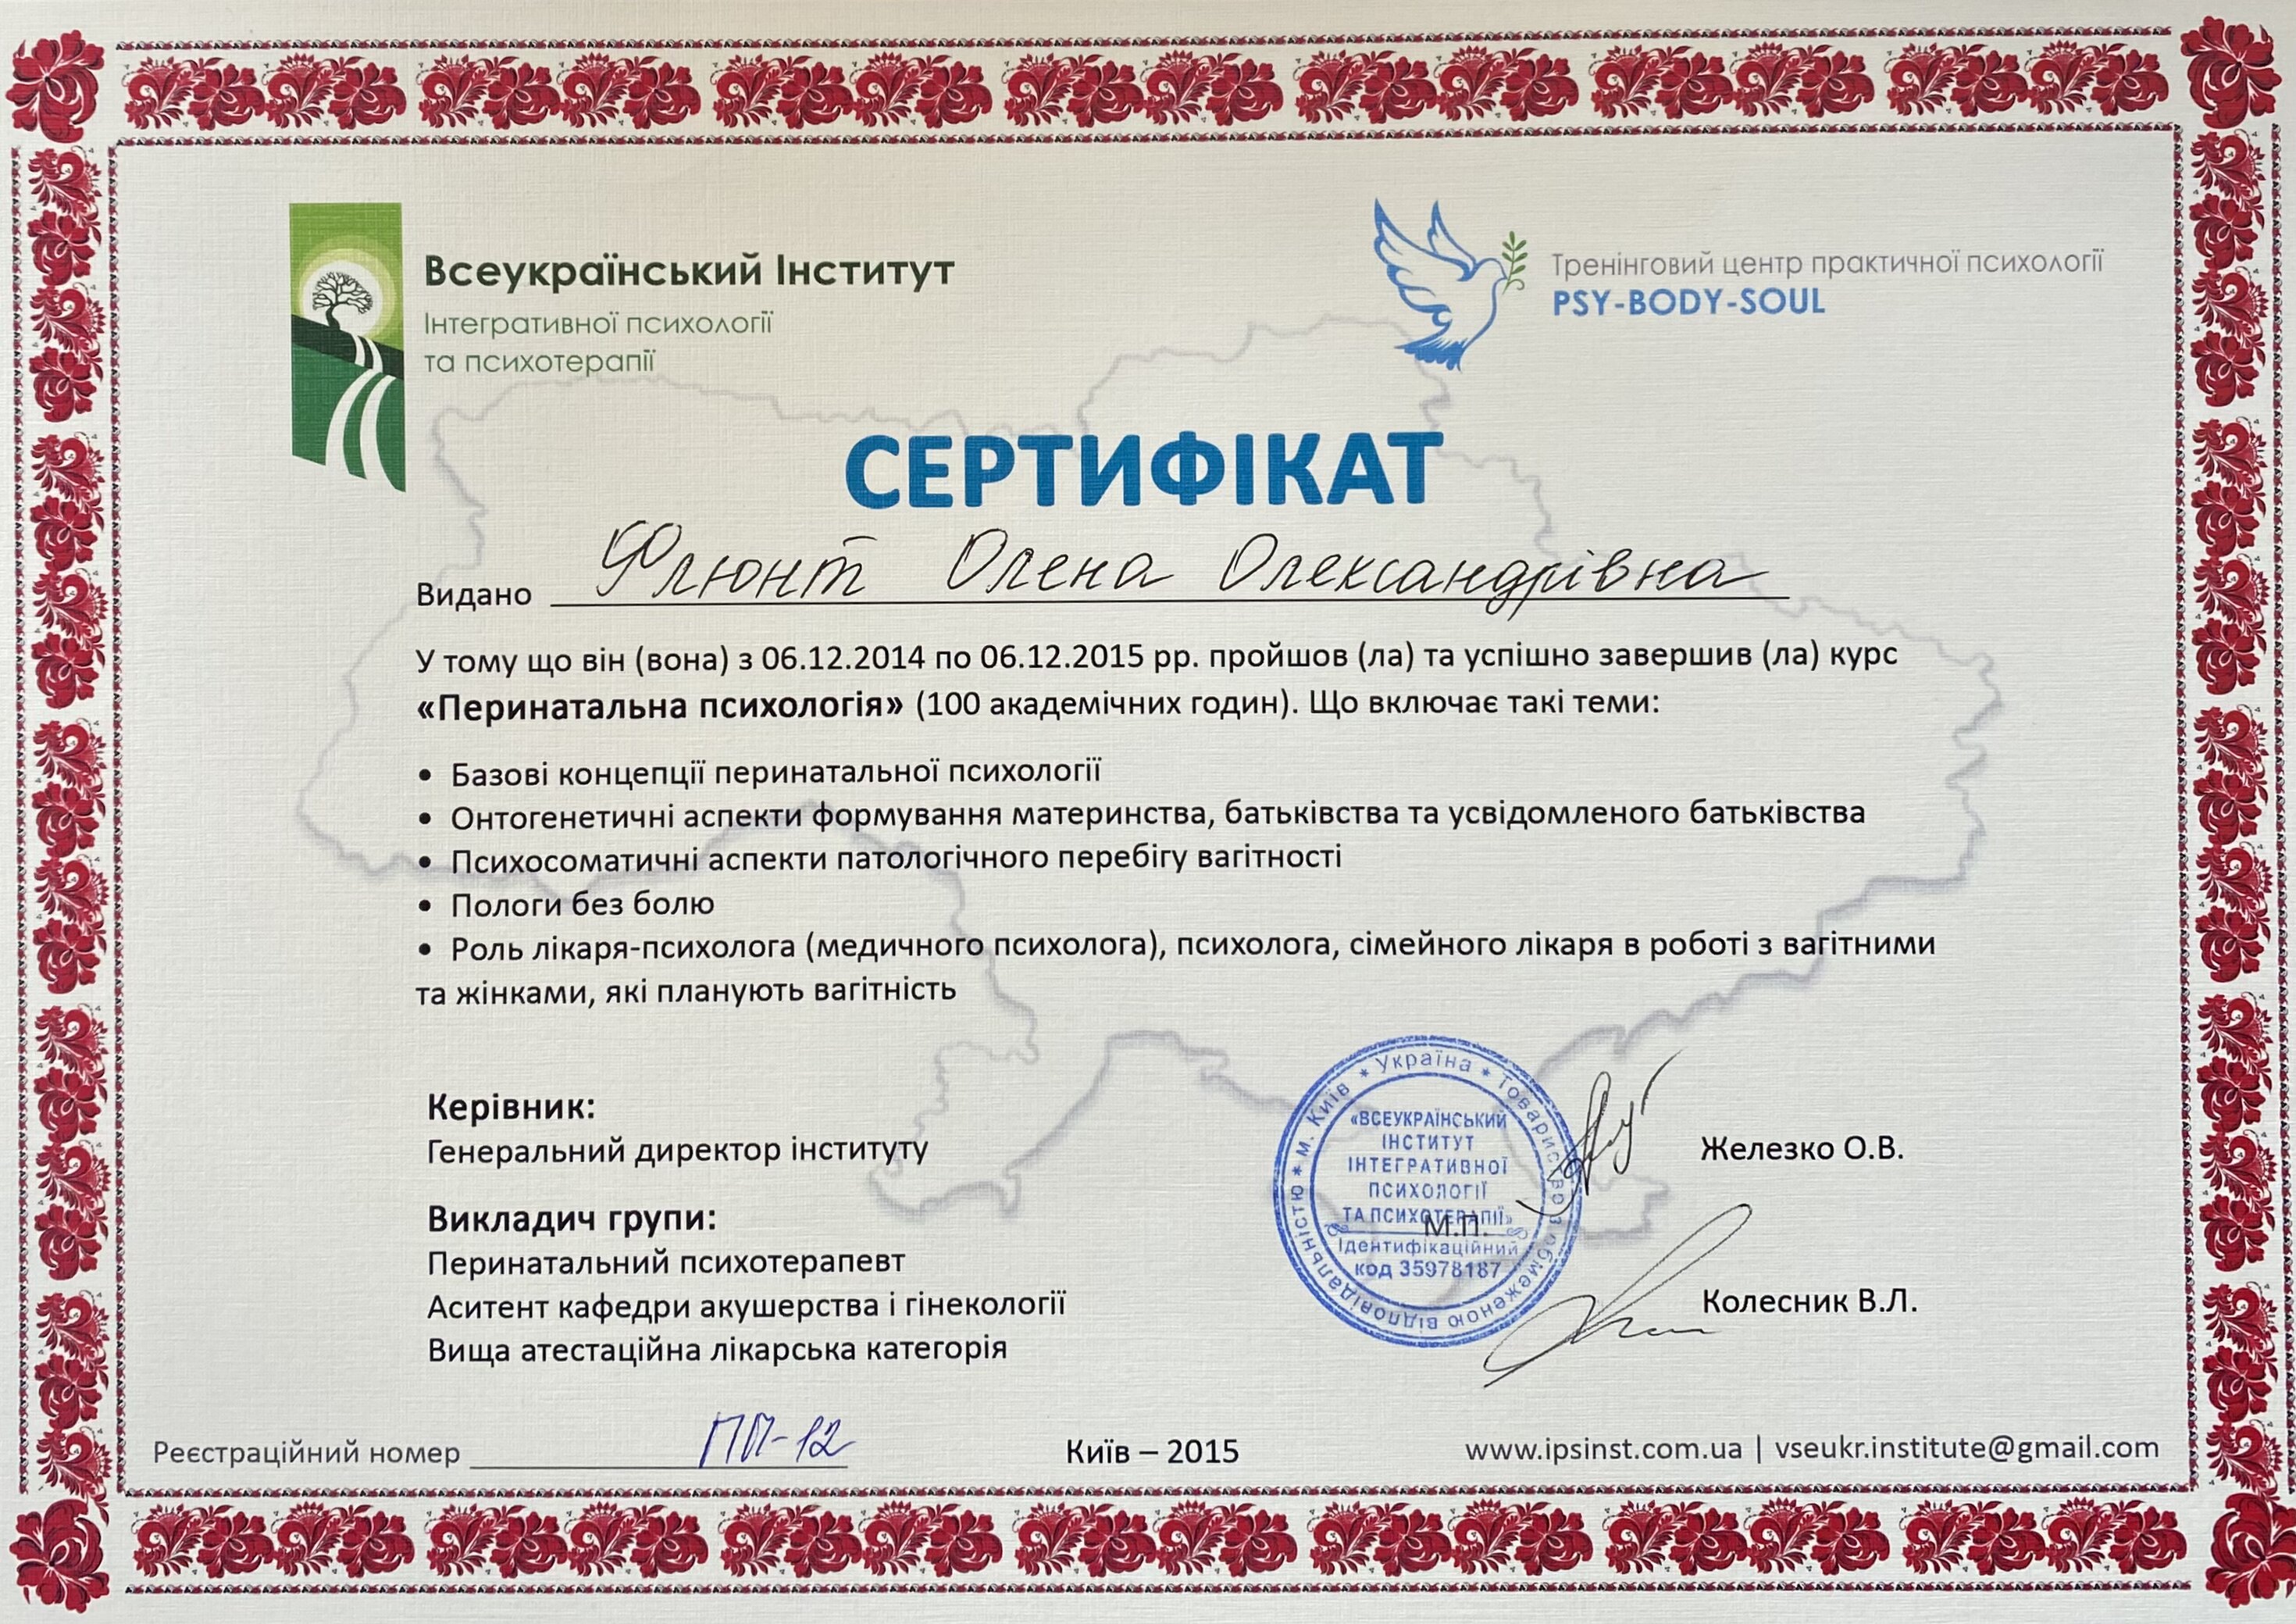 Всеукраїнський Інститут
Інтегративної психології
та психотерапії
Тренінговий центр практичної психології
PSY-BODY-SOUL
СЕРТИФІКАТ
Видано Флюнт Олена Олександрівна
У тому що він (вона) з 06.12.2014 по 06.12.2015 рр. пройшов (ла) та успішно завершив (ла) курс
«Перинатальна психологія» (100 академічних годин). Що включає такі теми:
• Базові концепції перинатальної психології
• Онтогенетичні аспекти формування материнства, батьківства та усвідомленого батьківства
• Психосоматичні аспекти патологічного перебігу вагітності
• Пологи без болю
• Роль лікаря-психолога (медичного психолога), психолога, сімейного лікаря в роботі з вагітними
та жінками, які планують вагітність
Керівник:
Генеральний директор інституту
Железко О.В.
Викладич групи:
Перинатальний психотерапевт
Аситент кафедри акушерства і гінекології
Вища атестаційна лікарська категорія
Колесник В.Л.
* м. Київ * Україна * Товариство з обмеженою відповідальністю
«ВСЕУКРАЇНСЬКИЙ
ІНСТИТУТ
ІНТЕГРАТИВНОЇ
ПСИХОЛОГІЇ
ТА ПСИХОТЕРАПІЇ»
М.П.
Ідентифікаційний
код 35978187
Реєстраційний номер ПП-12
Київ – 2015
www.ipsinst.com.ua | vseukr.institute@gmail.com